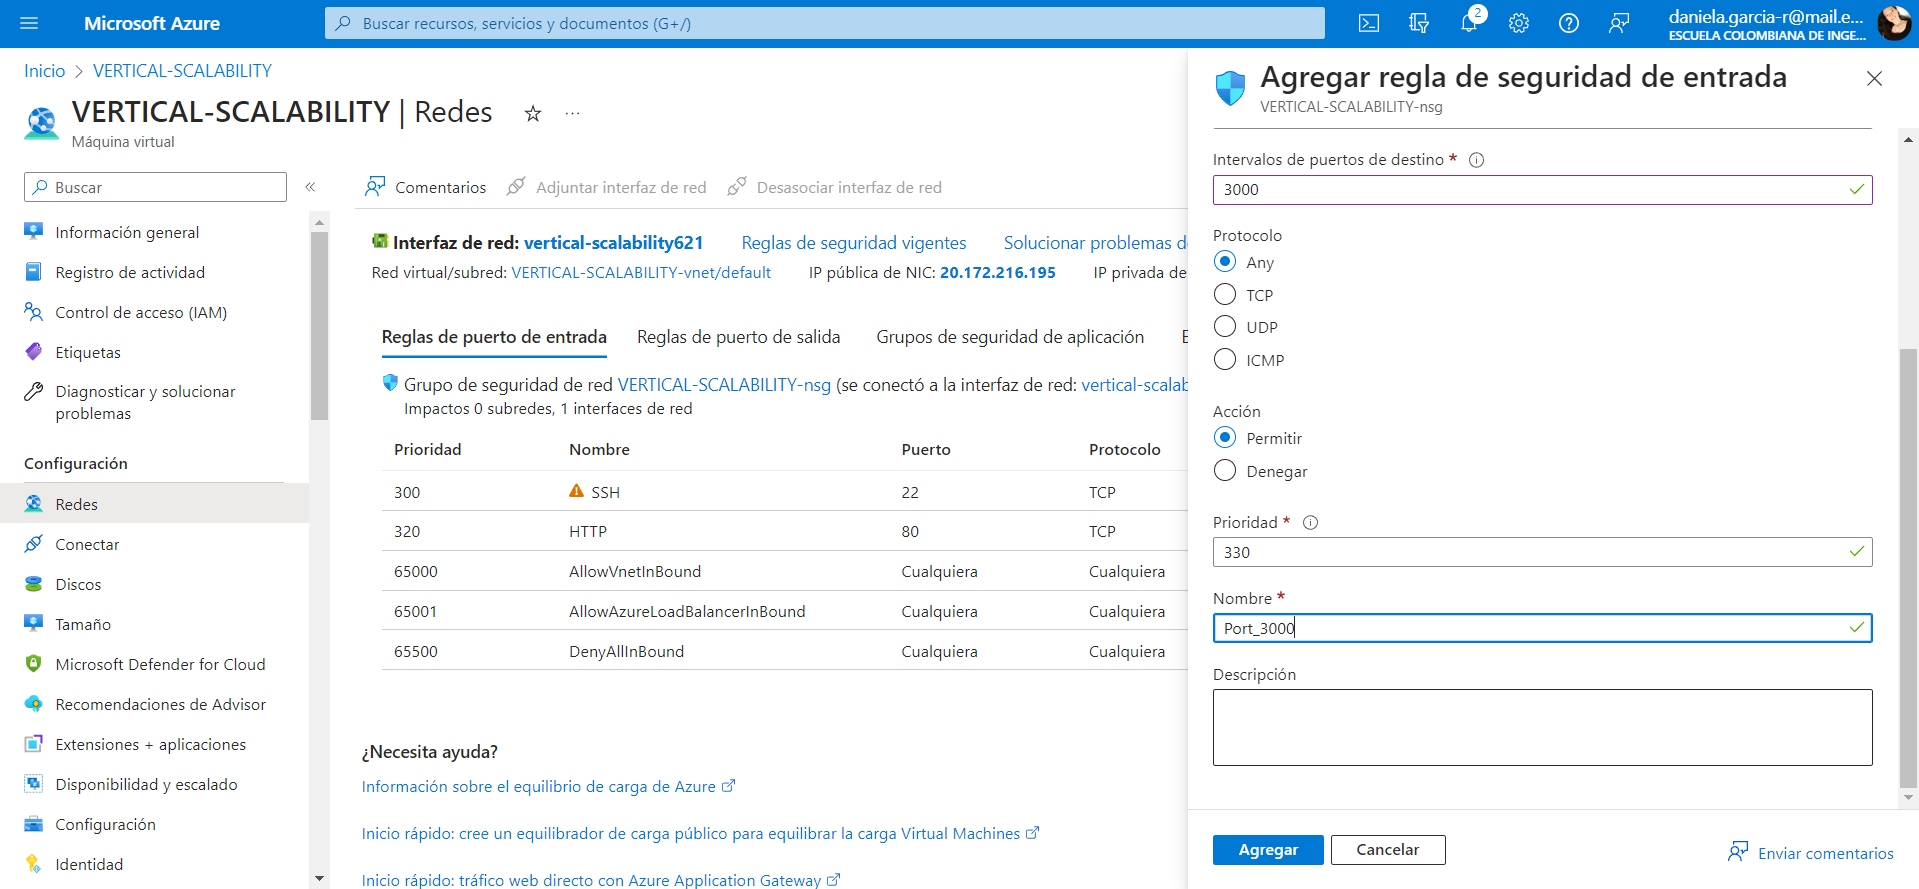 Microsoft Azure
Buscar recursos, servicios y documentos (G+/)
2
daniela.garcia-r@mail.e...
ESCUELA COLOMBIANA DE INGE...
Inicio > VERTICAL-SCALABILITY
VERTICAL-SCALABILITY | Redes
Máquina virtual
Buscar
Información general
Registro de actividad
Control de acceso (IAM)
Etiquetas
Diagnosticar y solucionar
problemas
Configuración
Redes
Conectar
Discos
Tamaño
Microsoft Defender for Cloud
Recomendaciones de Advisor
Extensiones + aplicaciones
Disponibilidad y escalado
Configuración
Identidad
Comentarios Adjuntar interfaz de red Desasociar interfaz de red
Interfaz de red: vertical-scalability621 Reglas de seguridad vigentes Solucionar problemas d
Red virtual/subred: VERTICAL-SCALABILITY-vnet/default IP pública de NIC: 20.172.216.195 IP privada de
Reglas de puerto de entrada Reglas de puerto de salida Grupos de seguridad de aplicación E
Grupo de seguridad de red VERTICAL-SCALABILITY-nsg (se conectó a la interfaz de red: vertical-scalab
Impactos 0 subredes, 1 interfaces de red
Prioridad Nombre Puerto Protocolo
300 SSH 22 TCP
320 HTTP 80 TCP
65000 AllowVnetInBound Cualquiera Cualquiera
65001 AllowAzureLoadBalancerInBound Cualquiera Cualquiera
65500 DenyAllInBound Cualquiera Cualquiera
¿Necesita ayuda?
Información sobre el equilibrio de carga de Azure
Inicio rápido: cree un equilibrador de carga público para equilibrar la carga Virtual Machines
Inicio rápido: tráfico web directo con Azure Application Gateway
Agregar regla de seguridad de entrada
VERTICAL-SCALABILITY-nsg
Intervalos de puertos de destino *
3000
Protocolo
Any
TCP
UDP
ICMP
Acción
Permitir
Denegar
Prioridad *
330
Nombre *
Port_3000
Descripción
Agregar Cancelar
Enviar comentarios